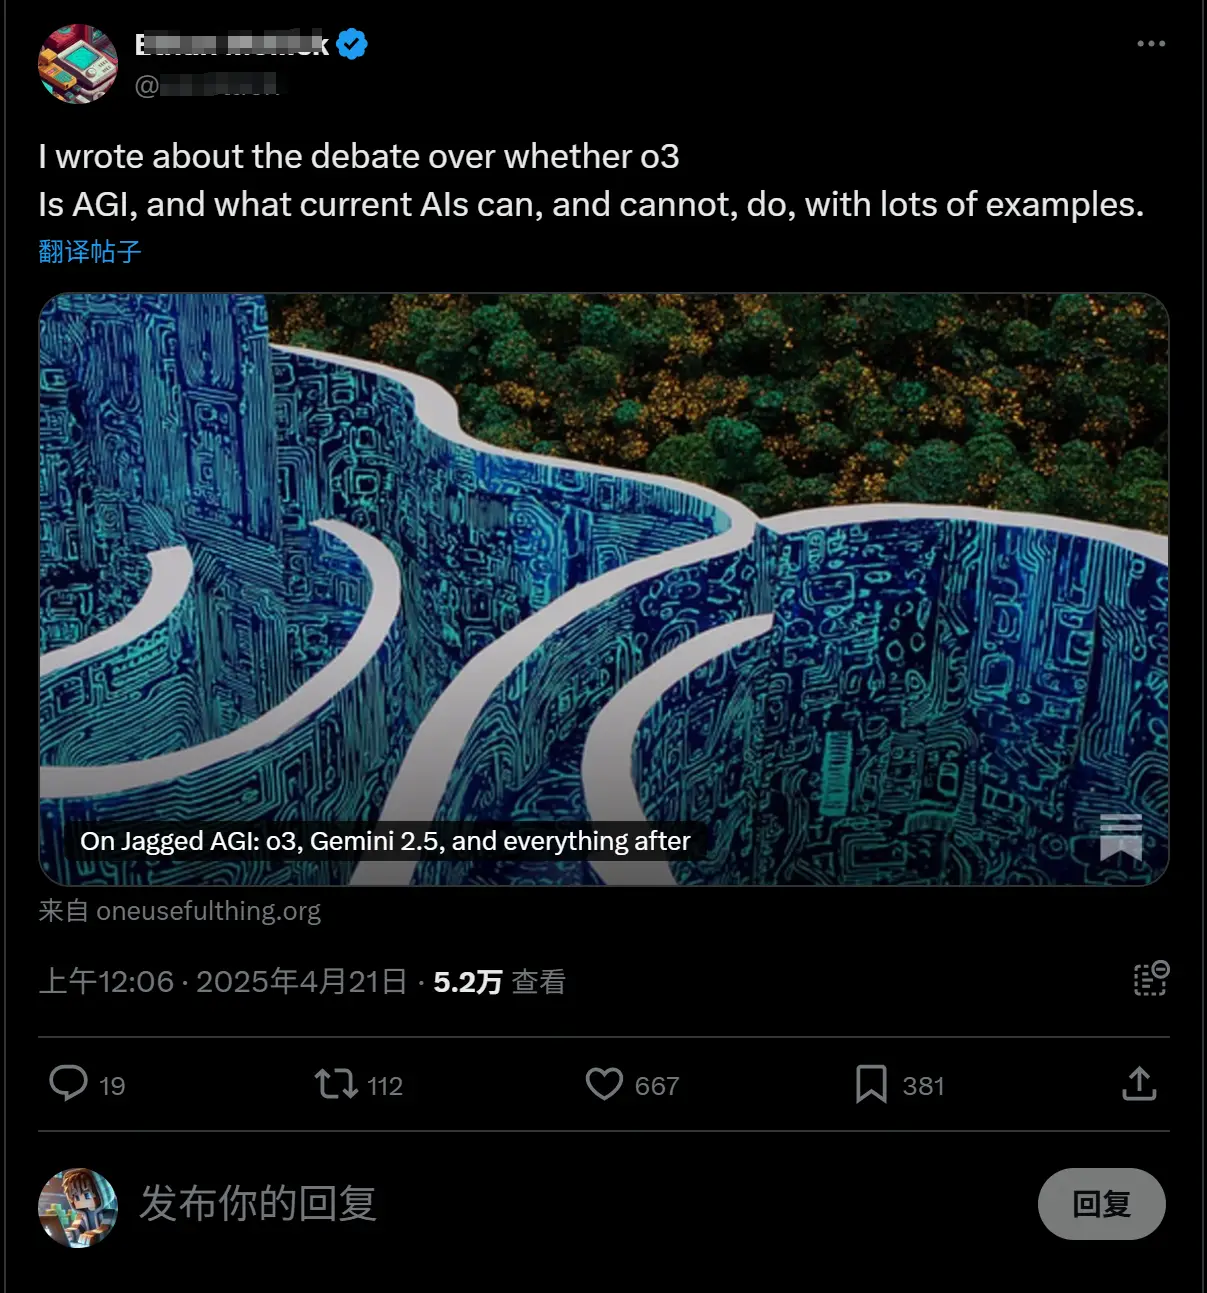 @
I wrote about the debate over whether o3
Is AGI, and what current AIs can, and cannot, do, with lots of examples.
翻译帖子
On Jagged AGI: o3, Gemini 2.5, and everything after
来自 oneusefulthing.org
上午12:06 · 2025年4月21日 · 5.2万 查看
19 112 667 381
发布你的回复 回复